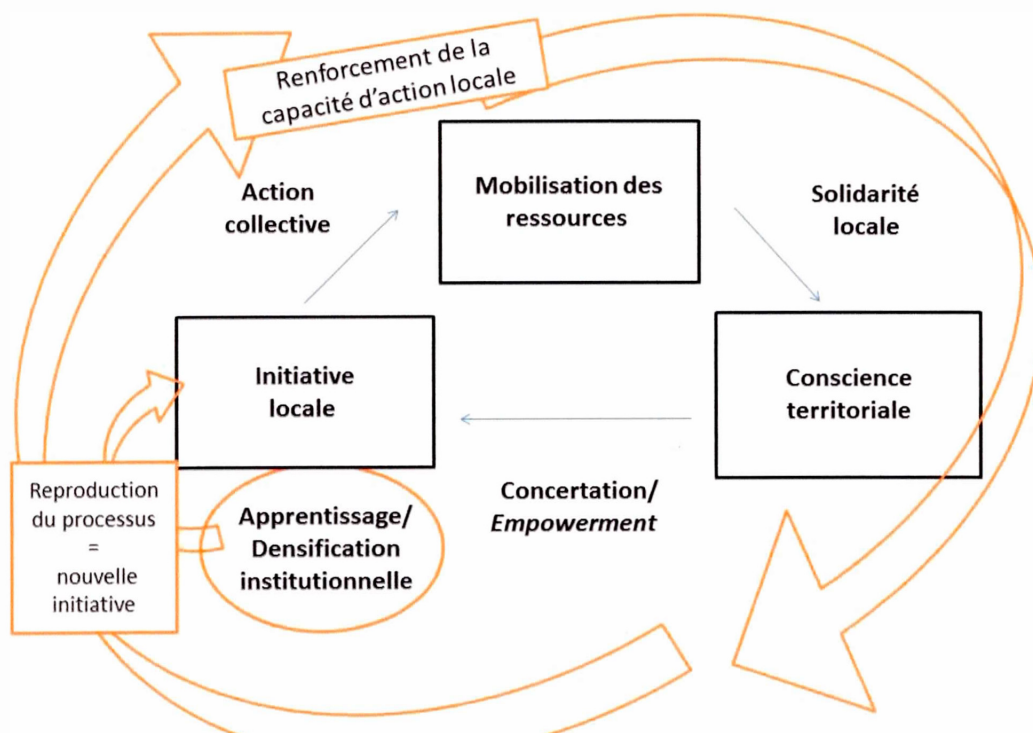 Renforcement de la
capacité d'action locale
Action
collective
Mobilisation des
ressources
Solidarité
locale
Initiative
locale
Conscience
territoriale
Reproduction
du processus
=
nouvelle
initiative
Apprentissage/
Densification
institutionnelle
Concertation/
Empowerment